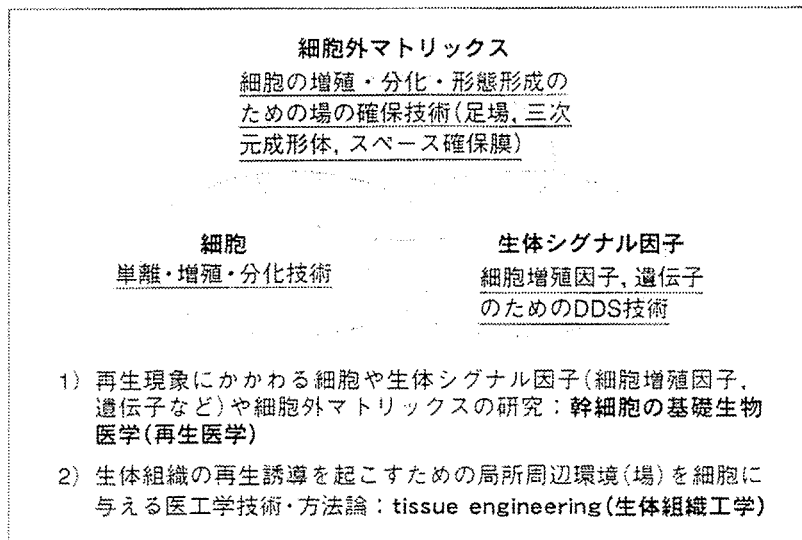 細胞外マトリックス
細胞の増殖・分化・形態形成の
ための場の確保技術(足場, 三次
元成形体, スペース確保膜)
細胞
単離・増殖・分化技術
生体シグナル因子
細胞増殖因子, 遺伝子
のためのDDS技術
1) 再生現象にかかわる細胞や生体シグナル因子(細胞増殖因子,
遺伝子など)や細胞外マトリックスの研究：幹細胞の基礎生物
医学(再生医学)
2) 生体組織の再生誘導を起こすための局所周辺環境(場)を細胞に
与える医工学技術・方法論：tissue engineering(生体組織工学)